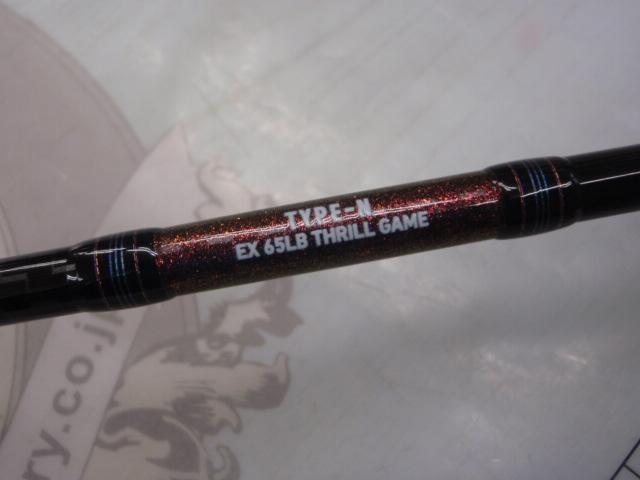 TYPE-N
EX 65LB THRILL GAME
ry.co.j